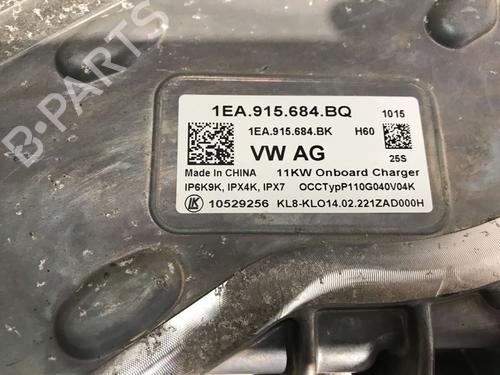 B-PARTS
1EA.915.684.BQ 1015
1EA.915.684.BK H60
VW AG 25S
Made In CHINA 11KW Onboard Charger
IP6K9K, IPX4K, IPX7 OCCTypP110G040V04K
LK 10529256 KL8-KLO14.02.221ZAD000H